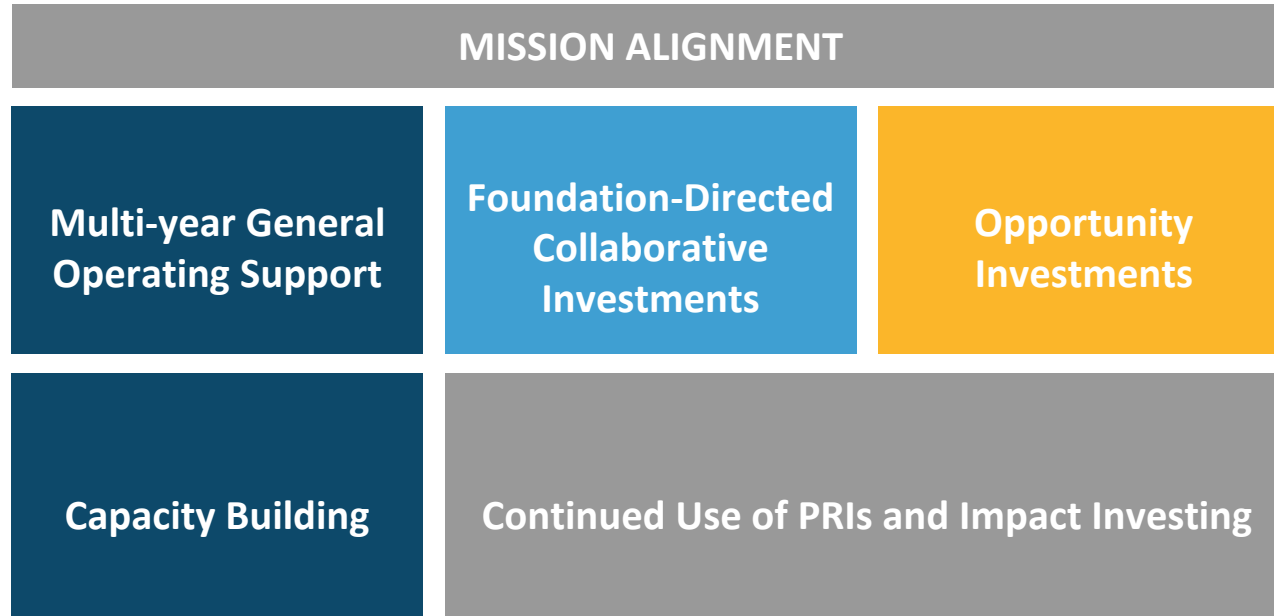 MISSION ALIGNMENT
Multi-year General
Operating Support
Foundation-Directed
Collaborative
Investments
Opportunity
Investments
Capacity Building
Continued Use of PRIs and Impact Investing